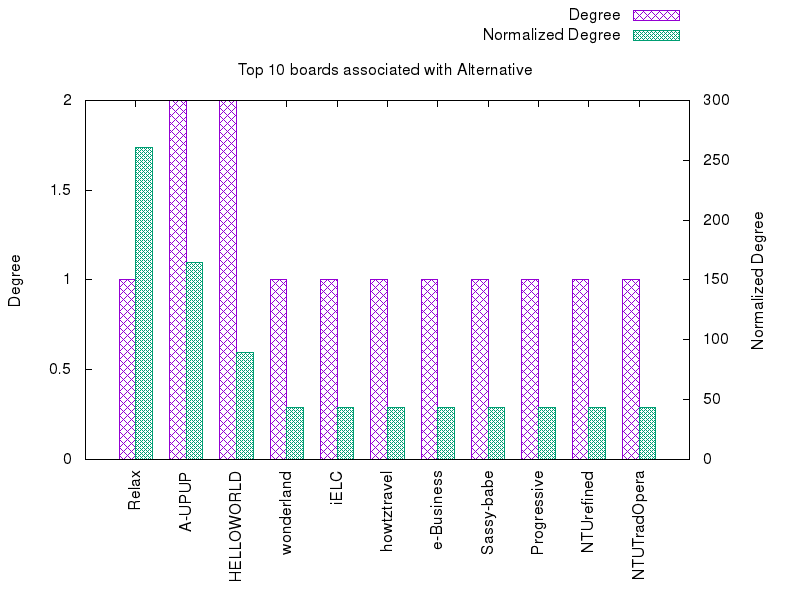 Degree
Normalized Degree
Top 10 boards associated with Alternative
2
1.5
1
0.5
0
300
250
200
150
100
50
0
Degree
Normalized Degree
Relax
A-UPUP
HELLOWORLD
wonderland
iELC
howtztravel
e-Business
Sassy-babe
Progressive
NTUrefined
NTUTradOpera